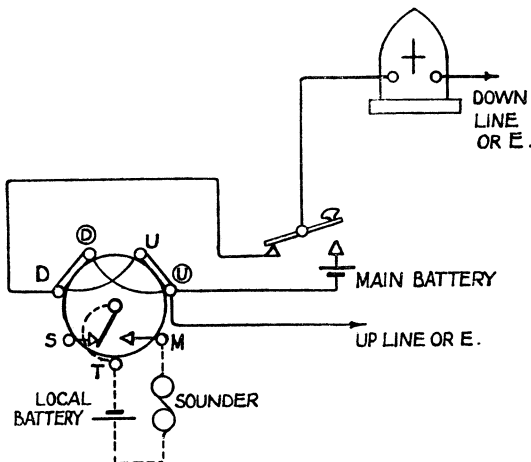 DOWN
LINE
OR E.
Ⓓ
U
D
Ⓤ
MAIN BATTERY
UP LINE OR E.
S
M
T
LOCAL
BATTERY
SOUNDER